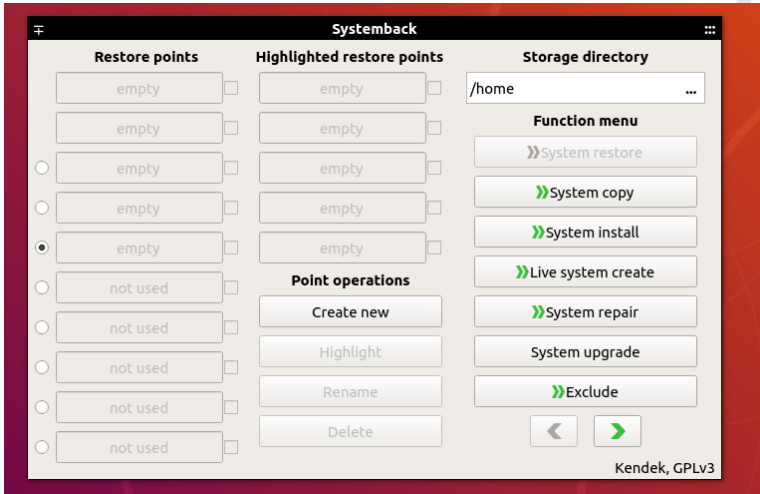 Systemback
Restore points
empty
empty
empty
empty
empty
not used
not used
not used
not used
not used
Highlighted restore points
empty
empty
empty
empty
empty
Point operations
Create new
Highlight
Rename
Delete
Storage directory
/home ...
Function menu
System restore
System copy
System install
Live system create
System repair
System upgrade
Exclude
Kendek, GPLv3